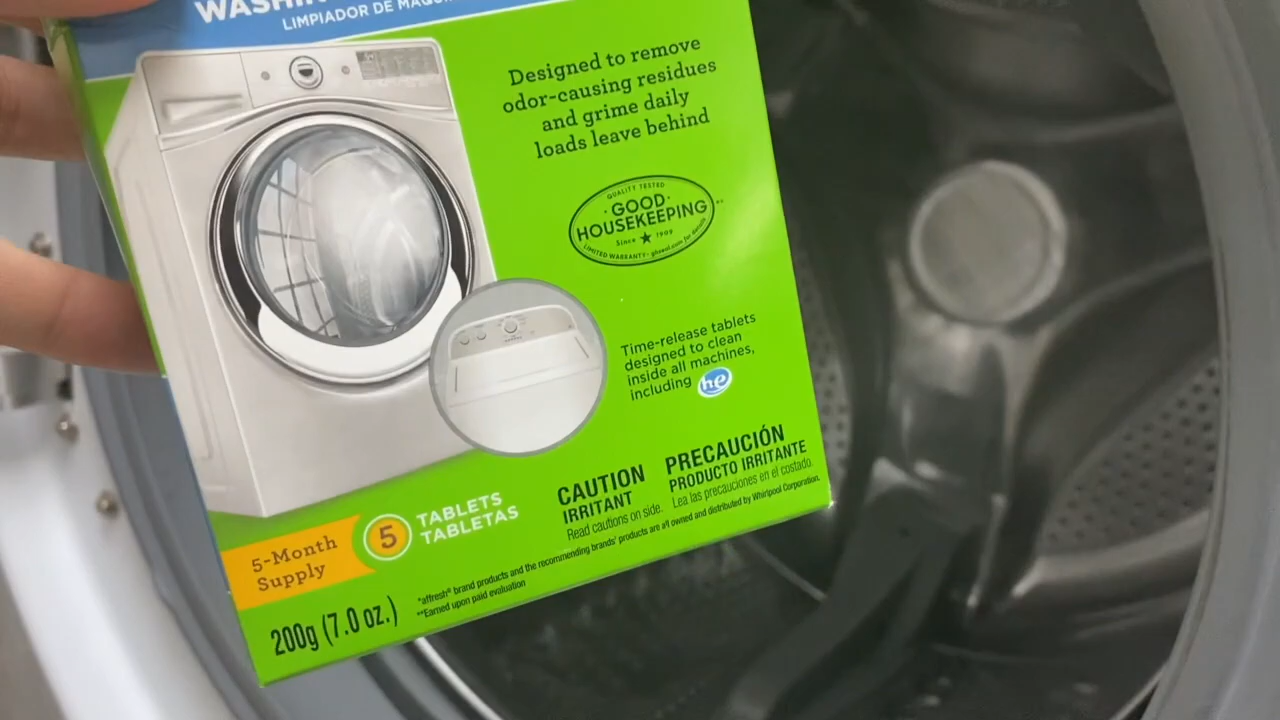 LIMPIADOR DE
Designed to remove
odor-causing residues
and grime daily
loads leave behind
QUALITY TESTED
· GOOD ·
HOUSEKEEPING
**
Since ★ 1909
LIMITED WARRANTY · ghseal.com for details
Time-release tablets
designed to clean
inside all machines,
including he
CAUTION
IRRITANT
Read cautions on side.
PRECAUCIÓN
PRODUCTO IRRITANTE
Lea las precauciones en el costado.
5-Month
Supply
5
TABLETS
TABLETAS
*affresh® brand products and the recommending brands' products are all owned and distributed by Whirlpool Corporation.
**Earned upon paid evaluation
200g (7.0 oz.)